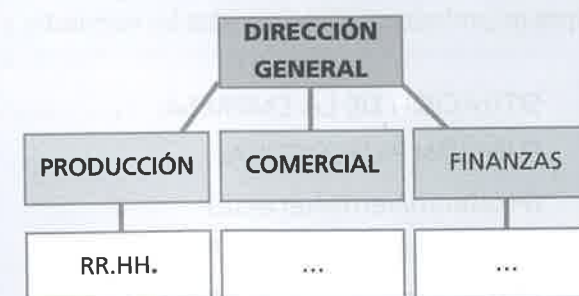 DIRECCIÓN
GENERAL
PRODUCCIÓN COMERCIAL FINANZAS
RR.HH. ... ...